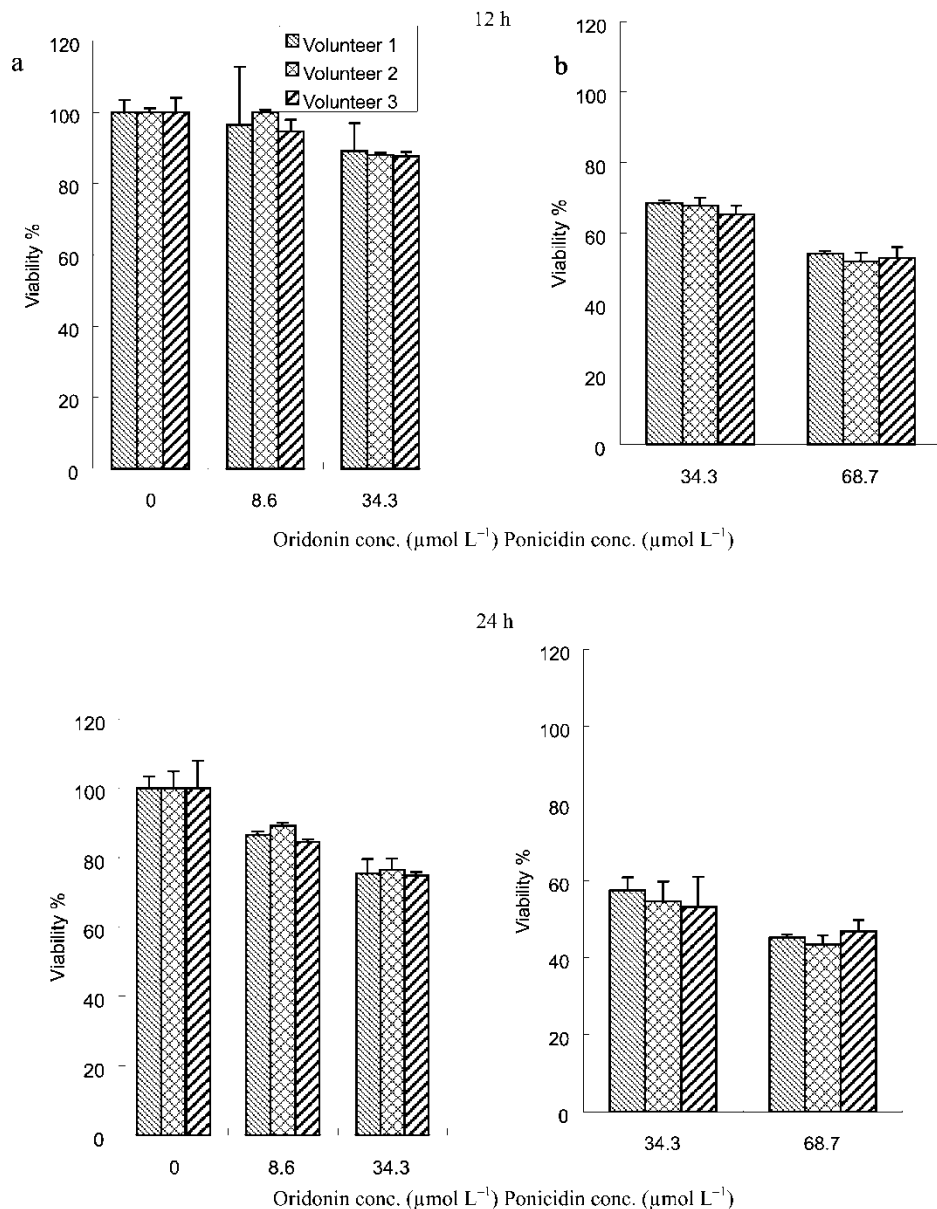 12 h
a
120
100
80
60
40
20
0
Viability %
Volunteer 1
Volunteer 2
Volunteer 3
0
8.6
34.3
Oridonin conc. (µmol L⁻¹) Ponicidin conc. (µmol L⁻¹)
b
120
100
80
60
40
20
0
Viability %
34.3
68.7
24 h
120
100
80
60
40
20
0
Viability %
0
8.6
34.3
Oridonin conc. (µmol L⁻¹) Ponicidin conc. (µmol L⁻¹)
120
100
80
60
40
20
0
Viability %
34.3
68.7